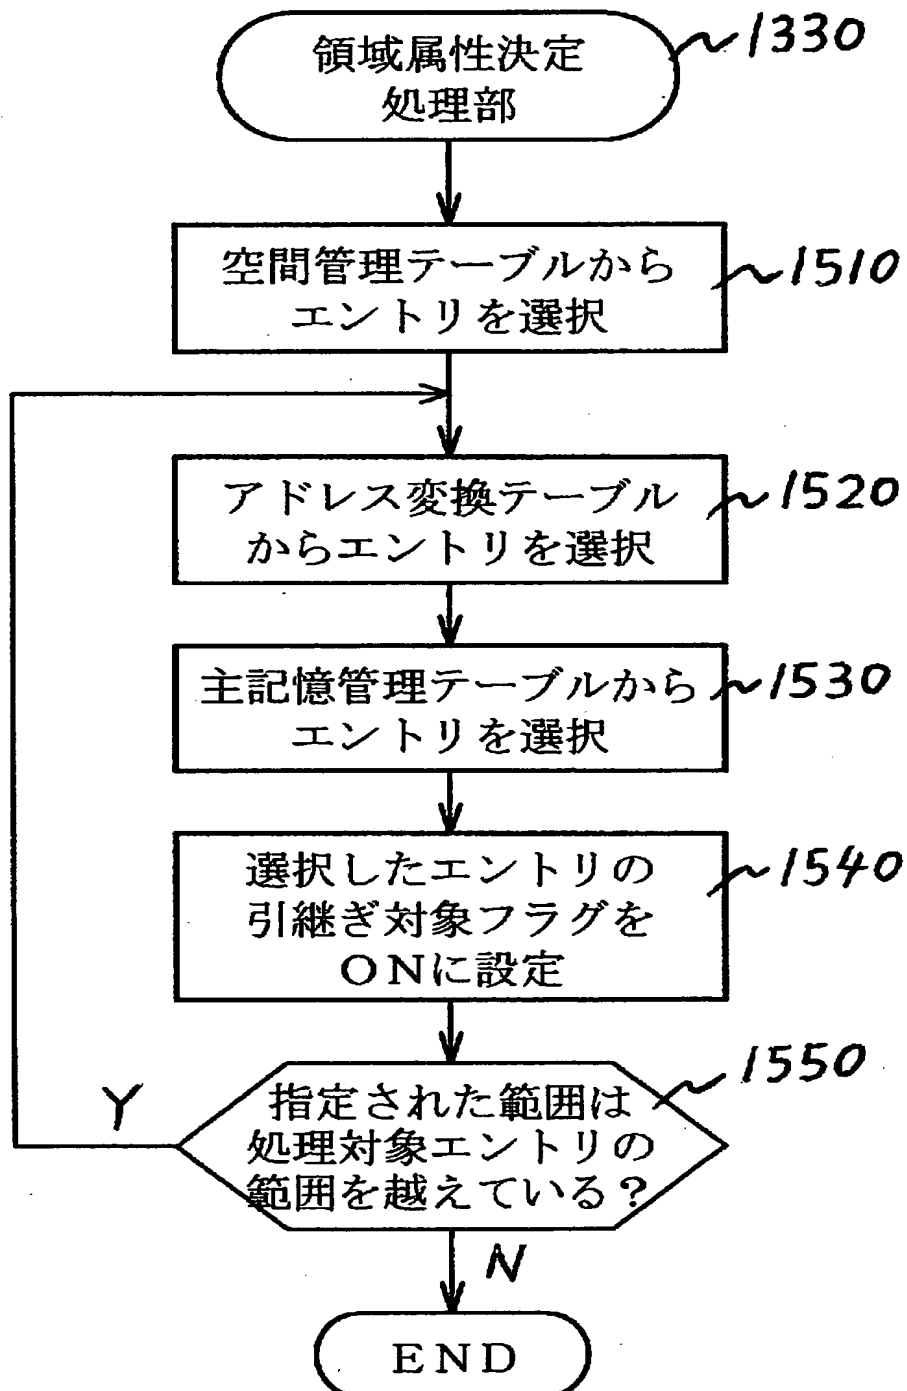 領域属性決定
処理部
1330
空間管理テーブルから
エントリを選択
1510
アドレス変換テーブル
からエントリを選択
1520
主記憶管理テーブルから
エントリを選択
1530
選択したエントリの
引継ぎ対象フラグを
ONに設定
1540
指定された範囲は
処理対象エントリの
範囲を越えている?
1550
Y
N
END